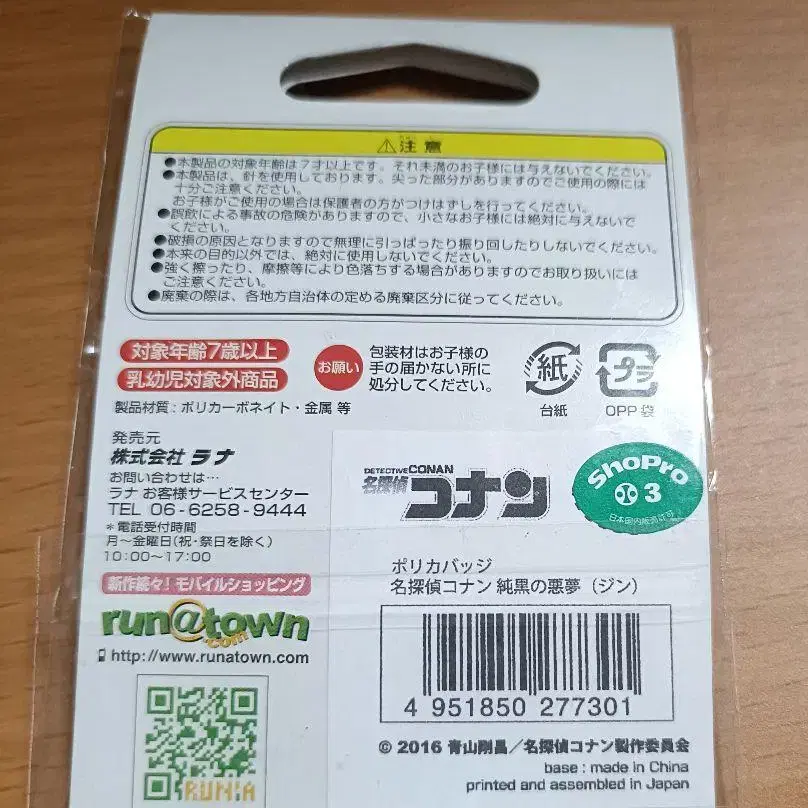 ⚠注意
●本製品の対象年齢は7才以上です。それ未満のお子様には与えないでください。
●本製品は、針を使用しております。尖った部分がありますのでご使用の際には
十分ご注意ください。
お子様がご使用の場合は保護者の方がつけはずしを行ってください。
●誤飲による事故の危険がありますので、小さなお子様には絶対に与えないで
ください。
●破損の原因となりますので無理に引っぱったり振り回したりしないでください。
●本来の目的以外では、絶対に使用しないでください。
●強く擦ったり、摩擦等により色落ちする場合がありますのでお取り扱いには
ご注意ください。
●廃棄の際は、各地方自治体の定める廃棄区分に従ってください。
対象年齢7歳以上
乳幼児対象外商品
お願い
包装材はお子様の
手の届かない所に
処分してください。
紙
台紙
プラ
OPP袋
製品材質:ポリカーボネイト・金属 等
発売元
株式会社 ラナ
お問い合わせは…
ラナ お客様サービスセンター
TEL 06-6258-9444
*電話受付時間
月〜金曜日(祝・祭日を除く)
10:00〜17:00
新作続々! モバイルショッピング
run@town
.com
http://www.runatown.com
RUNA
DETECTIVE CONAN
名探偵
コナン
ShoPro
3
日本国内販売許可
ポリカバッジ
名探偵コナン 純黒の悪夢(ジン)
4 951850 277301
© 2016 青山剛昌/名探偵コナン製作委員会
base : made in China
printed and assembled in Japan